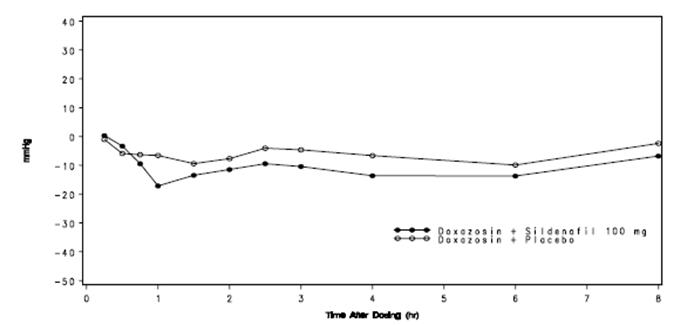 40
30
20
10
0
-10
-20
-30
-40
-50
mmHg
Doxazosin + Sildenafil 100 mg
Doxazosin + Placebo
0 1 2 3 4 5 6 7 8
Time After Dosing (hr)